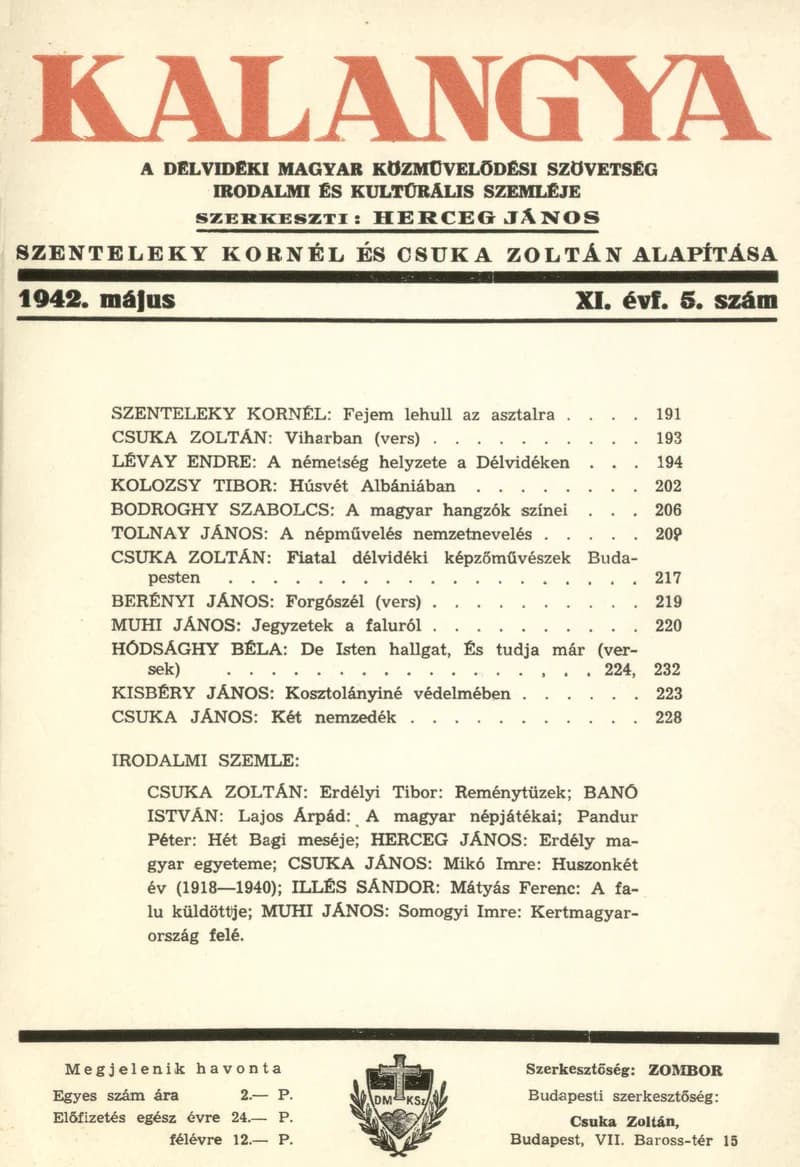 KALANGYA
A DÉLVIDÉKI MAGYAR KÖZMŰVELŐDÉSI SZÖVETSÉG
IRODALMI ÉS KULTÚRÁLIS SZEMLÉJE
SZERKESZTI: HERCEG JÁNOS
SZENTELEKY KORNÉL ÉS CSUKA ZOLTÁN ALAPÍTÁSA
1942. május XI. évf. 5. szám
SZENTELEKY KORNÉL: Fejem lehull az asztalra . . . . 191
CSUKA ZOLTÁN: Viharban (vers) . . . . . . . . . . 193
LÉVAY ENDRE: A németség helyzete a Délvidéken . . . 194
KOLOZSY TIBOR: Húsvét Albániában . . . . . . . . 202
BODROGHY SZABOLCS: A magyar hangzók színei . . . 206
TOLNAY JÁNOS: A népművelés nemzetnevelés . . . . . 209
CSUKA ZOLTÁN: Fiatal délvidéki képzőművészek Buda-
pesten . . . . . . . . . . . . . . . . . . 217
BERÉNYI JÁNOS: Forgószél (vers) . . . . . . . . . . 219
MUHI JÁNOS: Jegyzetek a faluról . . . . . . . . . . 220
HÓDSÁGHY BÉLA: De Isten hallgat, És tudja már (ver-
sek) . . . . . . . . . . . . . . , . . 224, 232
KISBÉRY JÁNOS: Kosztolányiné védelmében . . . . . . 223
CSUKA JÁNOS: Két nemzedék . . . . . . . . . . . 228
IRODALMI SZEMLE:
CSUKA ZOLTÁN: Erdélyi Tibor: Reménytüzek; BANÓ
ISTVÁN: Lajos Árpád: A magyar népjátékai; Pandur
Péter: Hét Bagi meséje; HERCEG JÁNOS: Erdély ma-
gyar egyeteme; CSUKA JÁNOS: Mikó Imre: Huszonkét
év (1918—1940); ILLÉS SÁNDOR: Mátyás Ferenc: A fa-
lu küldöttje; MUHI JÁNOS: Somogyi Imre: Kertmagyar-
ország felé.
Megjelenik havonta
Egyes szám ára 2.— P.
Előfizetés egész évre 24.— P.
félévre 12.— P.
DM KSz
Szerkesztőség: ZOMBOR
Budapesti szerkesztőség:
Csuka Zoltán,
Budapest, VII. Baross-tér 15